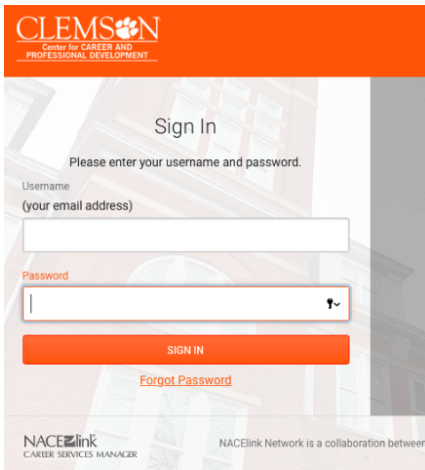 CLEMSON
Center for CAREER AND
PROFESSIONAL DEVELOPMENT
Sign In
Please enter your username and password.
Username
(your email address)
Password
SIGN IN
Forgot Password
NACElink
CAREER SERVICES MANAGER
NACElink Network is a collaboration between